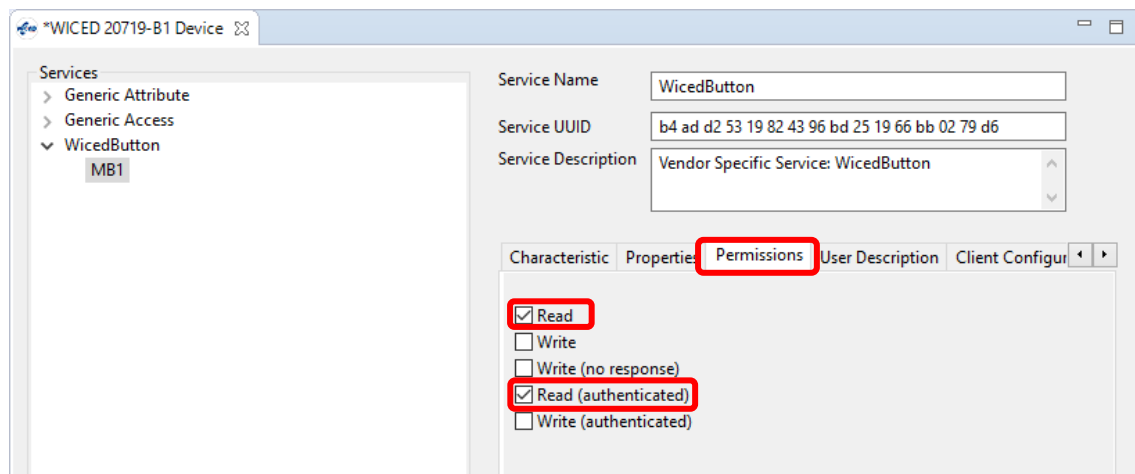 *WICED 20719-B1 Device
Services
Generic Attribute
Generic Access
WicedButton
MB1
Service Name
WicedButton
Service UUID
b4 ad d2 53 19 82 43 96 bd 25 19 66 bb 02 79 d6
Service Description
Vendor Specific Service: WicedButton
Characteristic Properties Permissions User Description Client Configur
Read
Write
Write (no response)
Read (authenticated)
Write (authenticated)